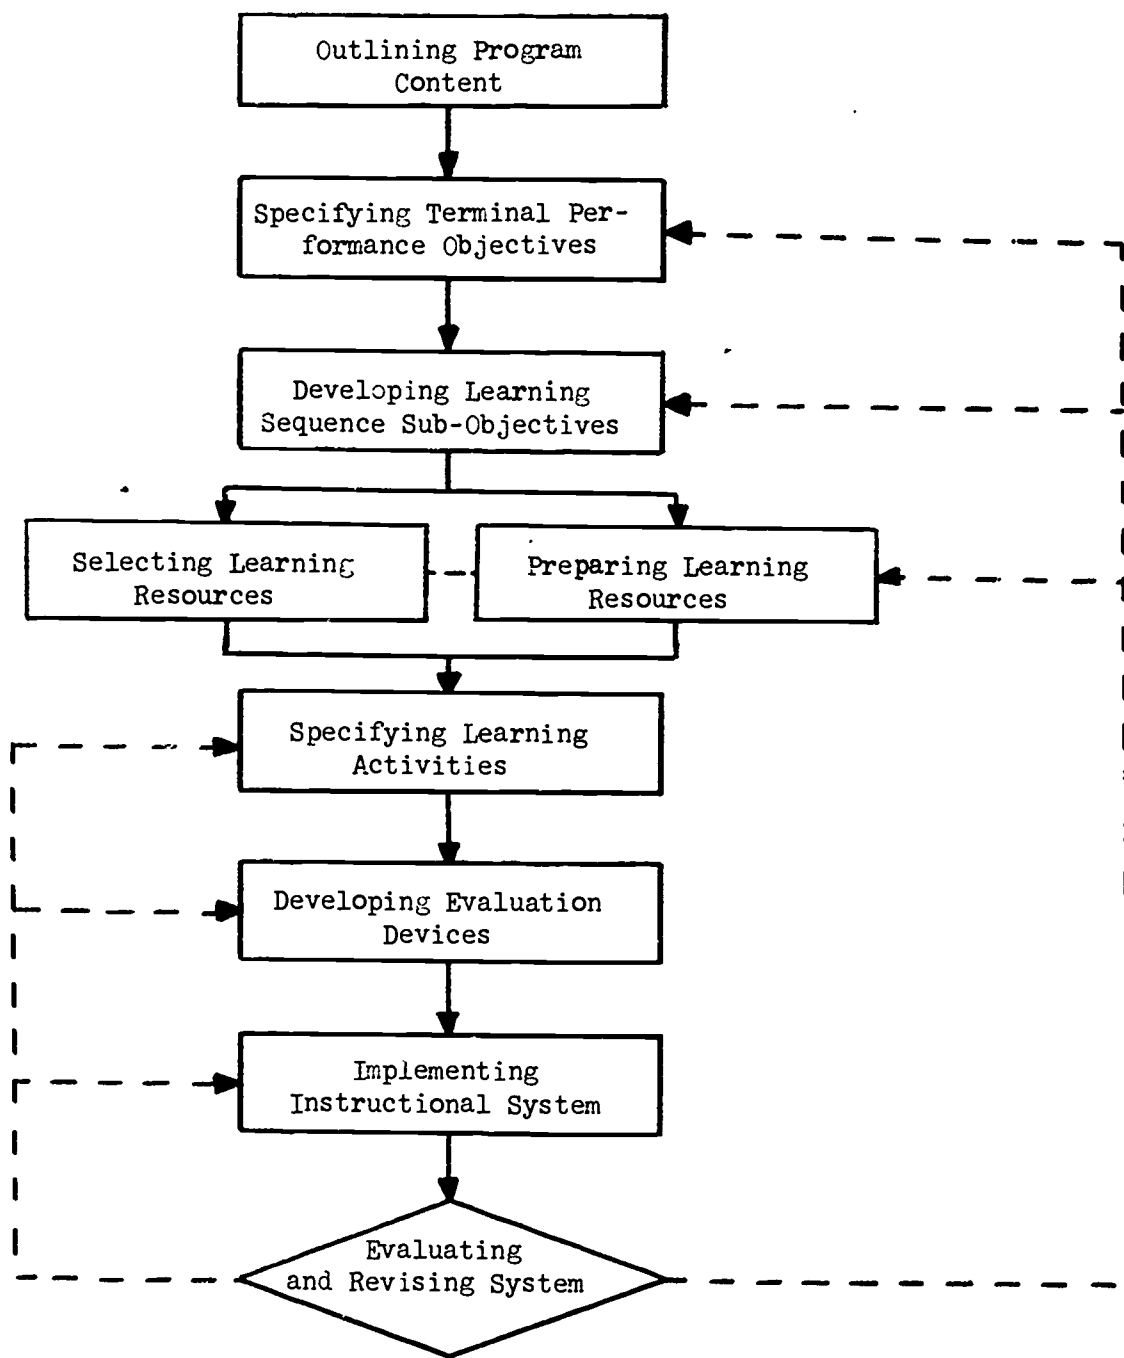 Outlining Program
Content
Specifying Terminal Per-
formance Objectives
Developing Learning
Sequence Sub-Objectives
Selecting Learning
Resources
Preparing Learning
Resources
Specifying Learning
Activities
Developing Evaluation
Devices
Implementing
Instructional System
Evaluating
and Revising System